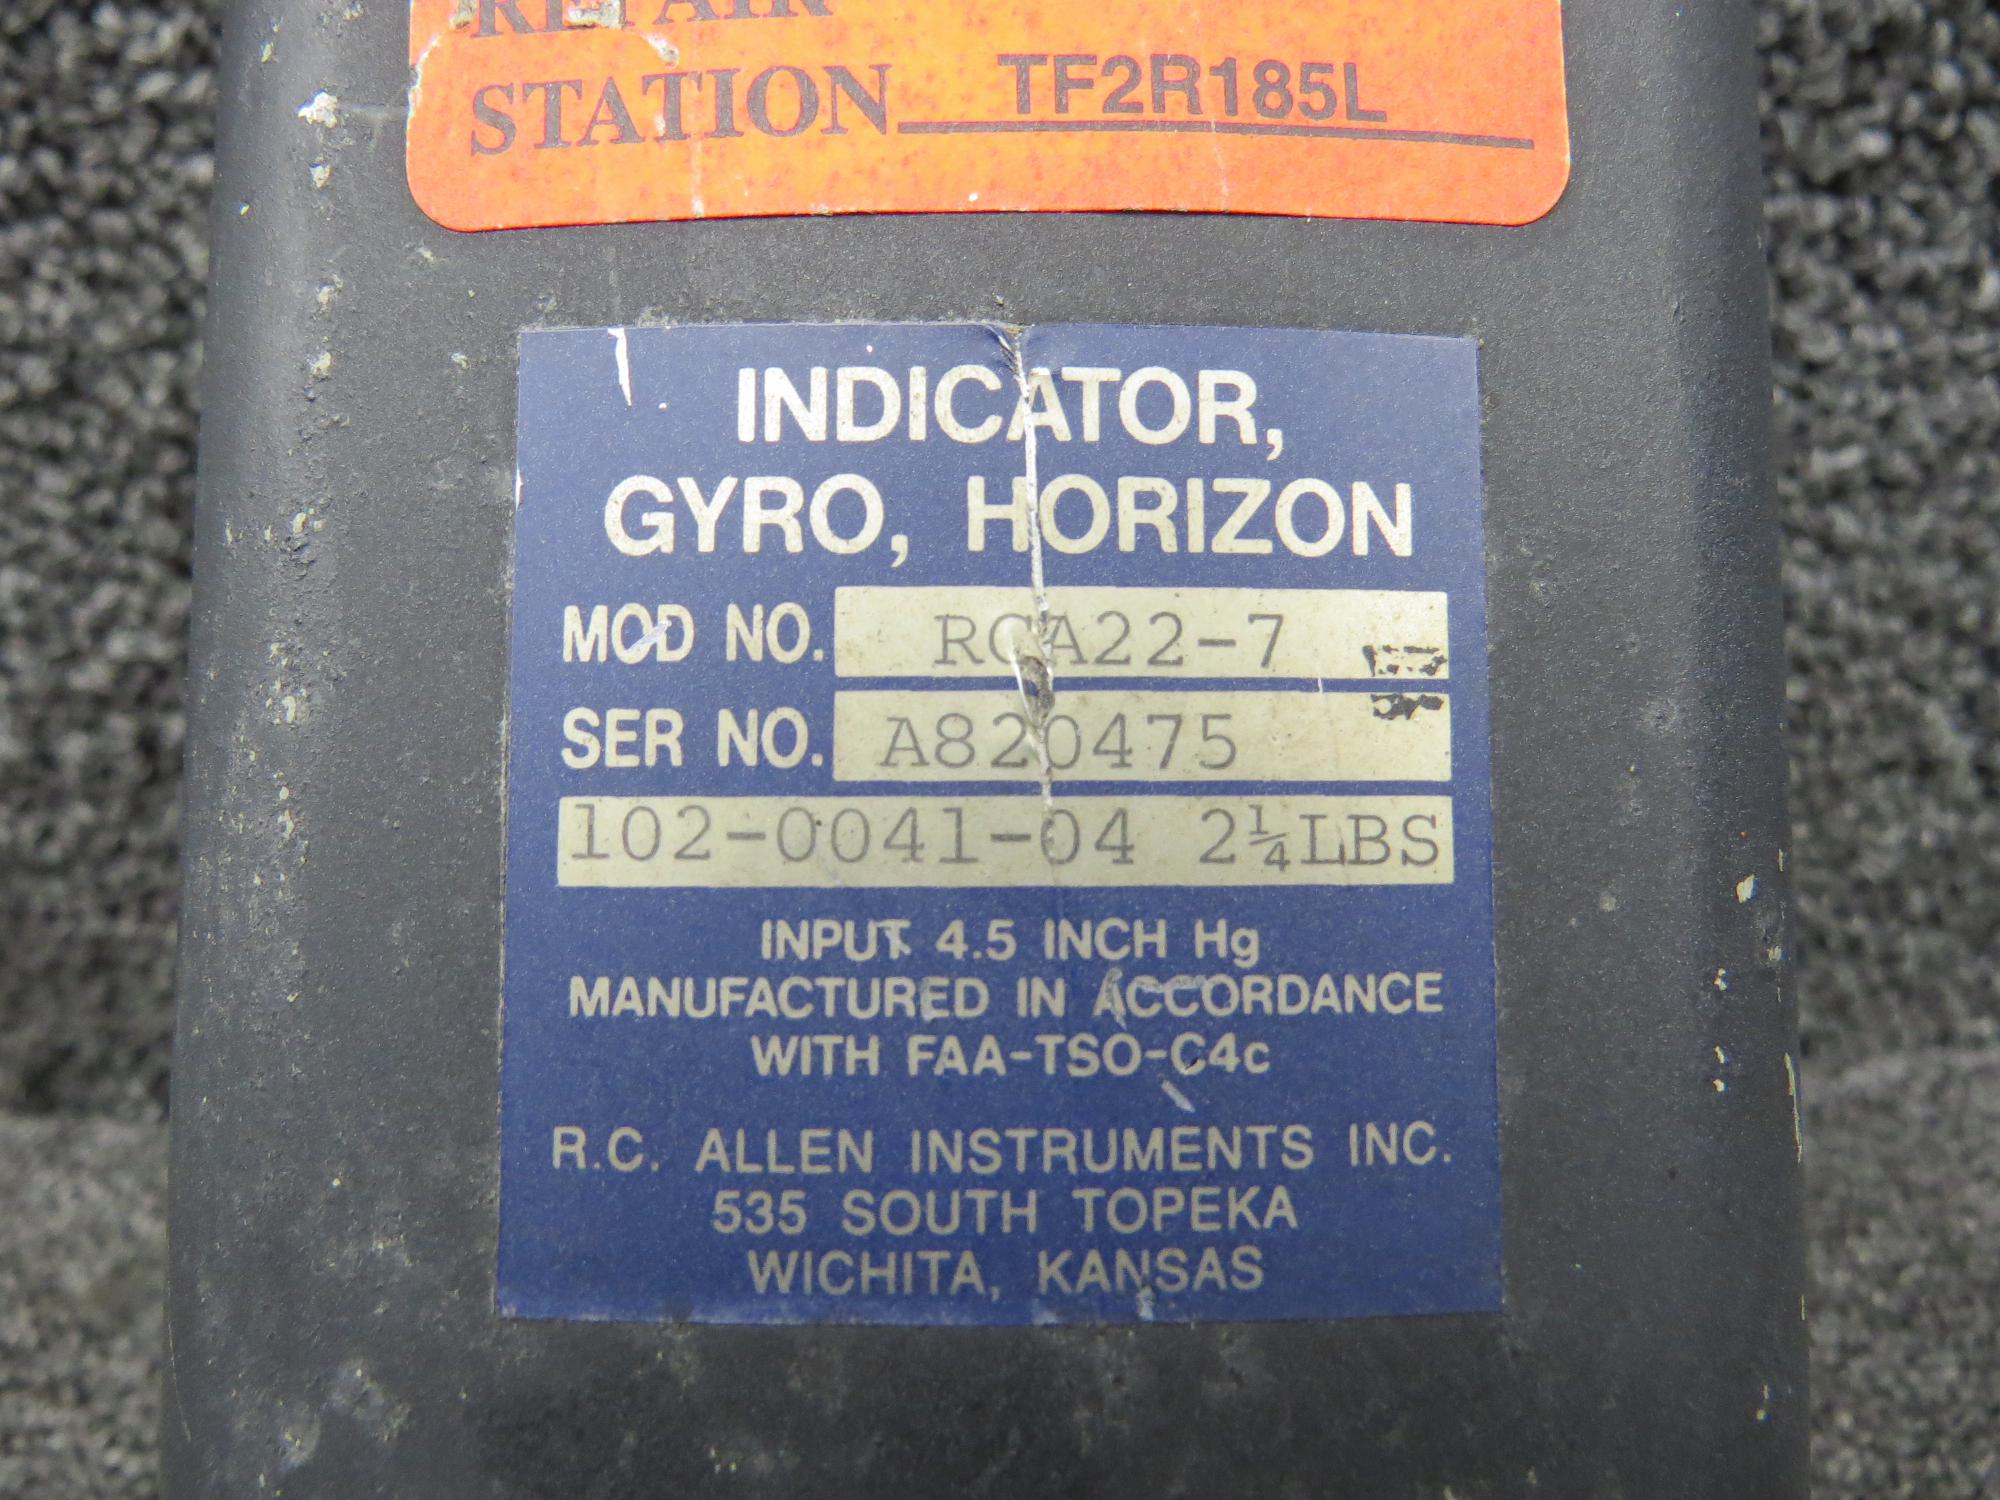 REPAIR
STATION TF2R185L
INDICATOR,
GYRO, HORIZON
MOD NO. RCA22-7
SER NO. A820475
102-0041-04 2¼LBS
INPUT 4.5 INCH Hg
MANUFACTURED IN ACCORDANCE
WITH FAA-TSO-C4c
R.C. ALLEN INSTRUMENTS INC.
535 SOUTH TOPEKA
WICHITA, KANSAS